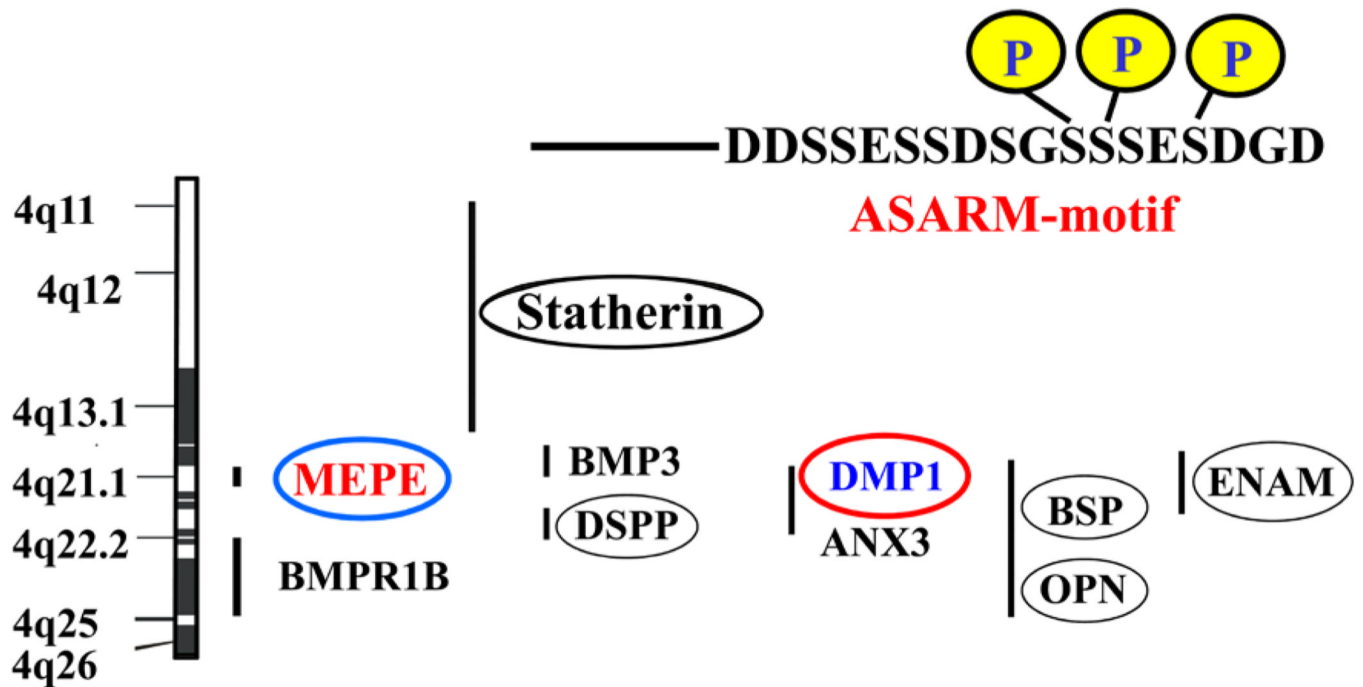 P P P
DDSSESSDSGSSSESDGD
ASARM-motif
4q11
4q12
Statherin
4q13.1
4q21.1
MEPE
BMP3
DMP1
ENAM
BSP
DSPP
4q22.2
ANX3
BMPR1B
OPN
4q25
4q26